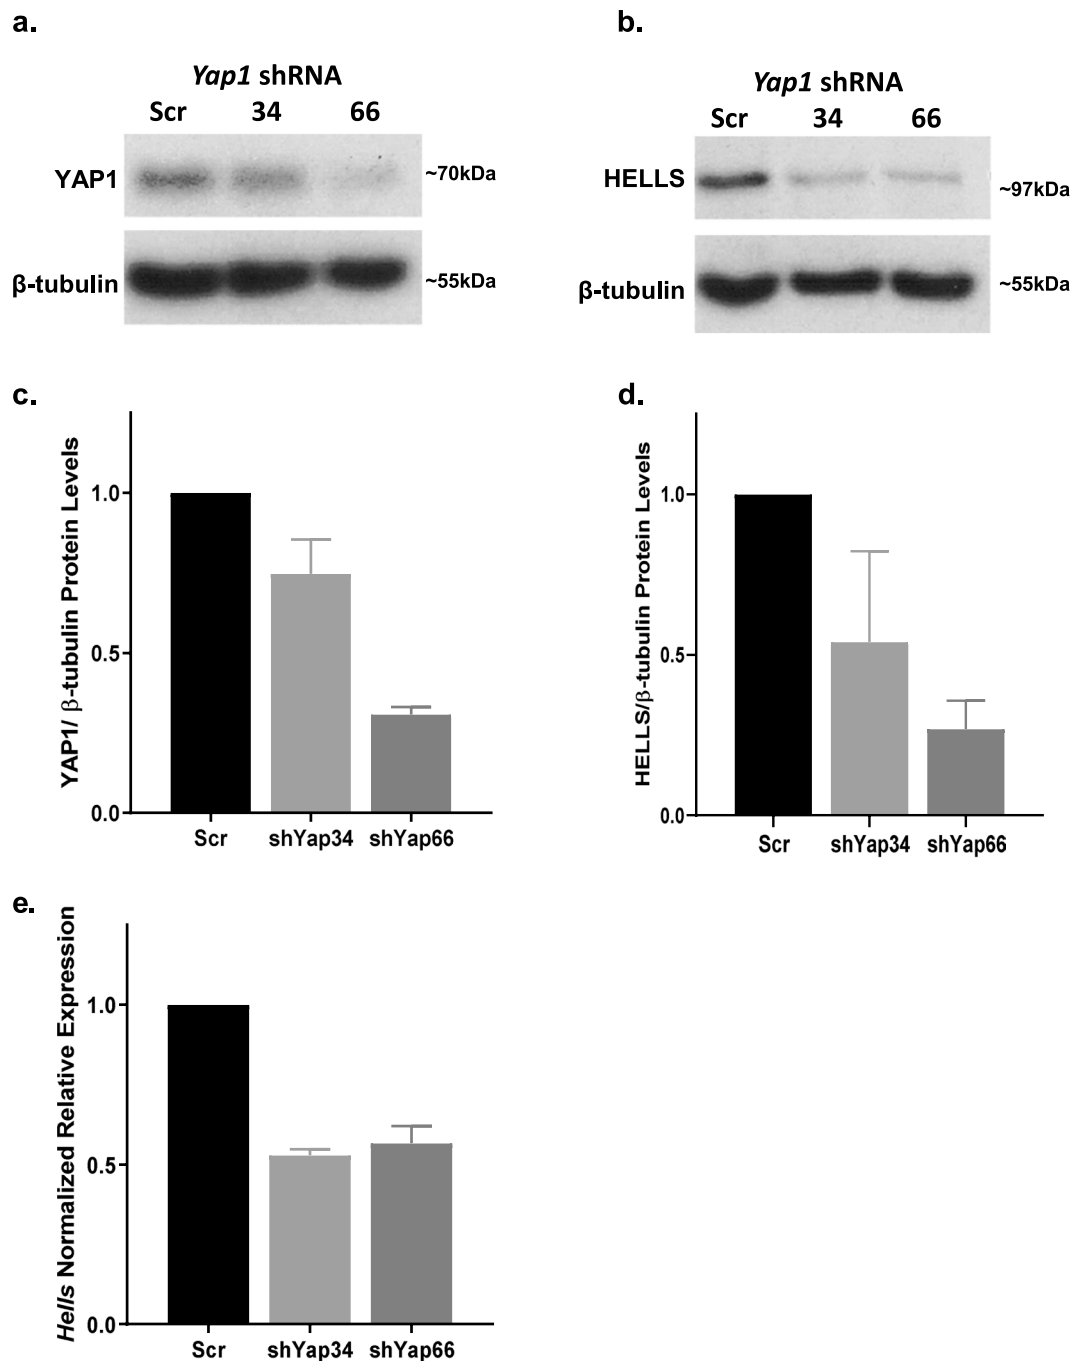 a.
Yap1 shRNA
Scr 34 66
YAP1
~70kDa
β-tubulin
~55kDa
b.
Yap1 shRNA
Scr 34 66
HELLS
~97kDa
β-tubulin
~55kDa
c.
YAP1/ β-tubulin Protein Levels
1.0
0.5
0.0
Scr shYap34 shYap66
d.
HELLS/β-tubulin Protein Levels
1.0
0.5
0.0
Scr shYap34 shYap66
e.
Hells Normalized Relative Expression
1.0
0.5
0.0
Scr shYap34 shYap66